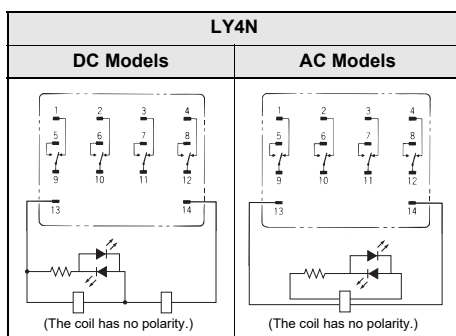 LY4N
DC Models AC Models
1 2 3 4 1 2 3 4
5 6 7 8 5 6 7 8
9 10 11 12 9 10 11 12
13 14 13 14
(The coil has no polarity.) (The coil has no polarity.)